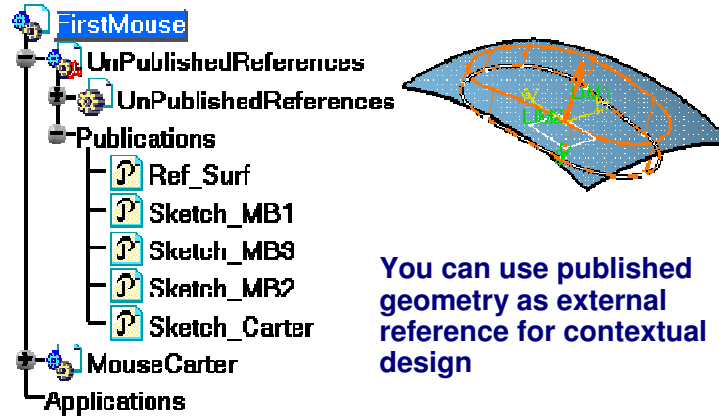 FirstMouse
UnPublishedReferences
UnPublishedReferences
Publications
Ref_Surf
Sketch_MB1
Sketch_MB3
Sketch_MB2
Sketch_Carter
MouseCarter
Applications
You can use published
geometry as external
reference for contextual
design